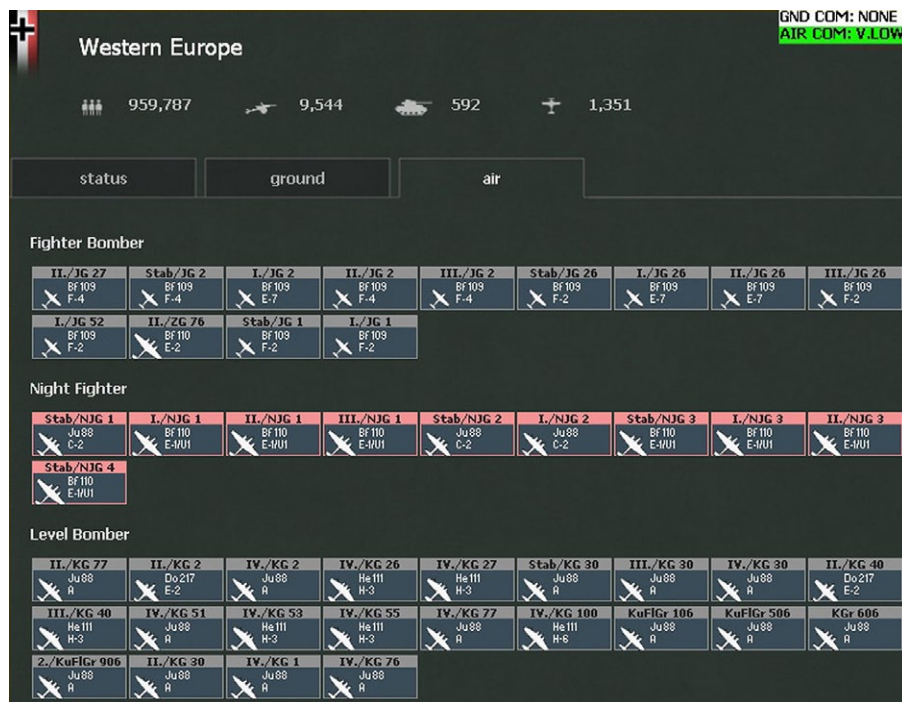 GND COM: NONE
AIR COM: V.LOW
Western Europe
959,787 9,544 592 1,351
status ground air
Fighter Bomber
II./JG 27 Stab/JG 2 I./JG 2 II./JG 2 III./JG 2 Stab/JG 26 I./JG 26 II./JG 26 III./JG 26
Bf 109 Bf 109 Bf 109 Bf 109 Bf 109 Bf 109 Bf 109 Bf 109 Bf 109
F-4 F-4 E-7 F-4 F-4 F-2 E-7 E-7 F-2
I./JG 52 II./ZG 76 Stab/JG 1 I./JG 1
Bf 109 Bf 110 Bf 109 Bf 109
F-2 E-2 F-2 F-2
Night Fighter
Stab/NJG 1 I./NJG 1 II./NJG 1 III./NJG 1 Stab/NJG 2 I./NJG 2 Stab/NJG 3 I./NJG 3 II./NJG 3
Ju 88 Bf 110 Bf 110 Bf 110 Ju 88 Ju 88 Bf 110 Bf 110 Bf 110
C-2 E-1/U1 E-1/U1 E-1/U1 C-2 C-2 E-1/U1 E-1/U1 E-1/U1
Stab/NJG 4
Bf 110
E-1/U1
Level Bomber
II./KG 77 II./KG 2 IV./KG 2 IV./KG 26 IV./KG 27 Stab/KG 30 III./KG 30 IV./KG 30 II./KG 40
Ju 88 Do 217 Ju 88 He 111 He 111 Ju 88 Ju 88 Ju 88 Do 217
A E-2 A H-3 H-3 A A A E-2
III./KG 40 IV./KG 51 IV./KG 53 IV./KG 55 IV./KG 77 IV./KG 100 KuFlGr 106 KuFlGr 506 KGr 606
He 111 Ju 88 He 111 He 111 Ju 88 He 111 Ju 88 Ju 88 Ju 88
H-3 A H-3 H-3 A H-6 A A A
2./KuFlGr 906 II./KG 30 IV./KG 1 IV./KG 76
Ju 88 Ju 88 Ju 88 Ju 88
A A A A